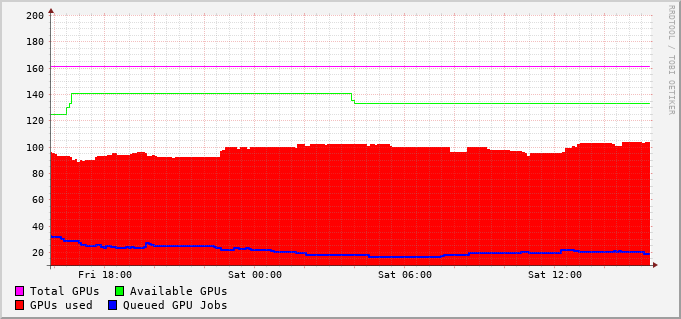 200
180
160
140
120
100
80
60
40
20
Fri 18:00 Sat 00:00 Sat 06:00 Sat 12:00
Total GPUs Available GPUs
GPUs used Queued GPU Jobs
RRDTOOL / TOBI OETIKER